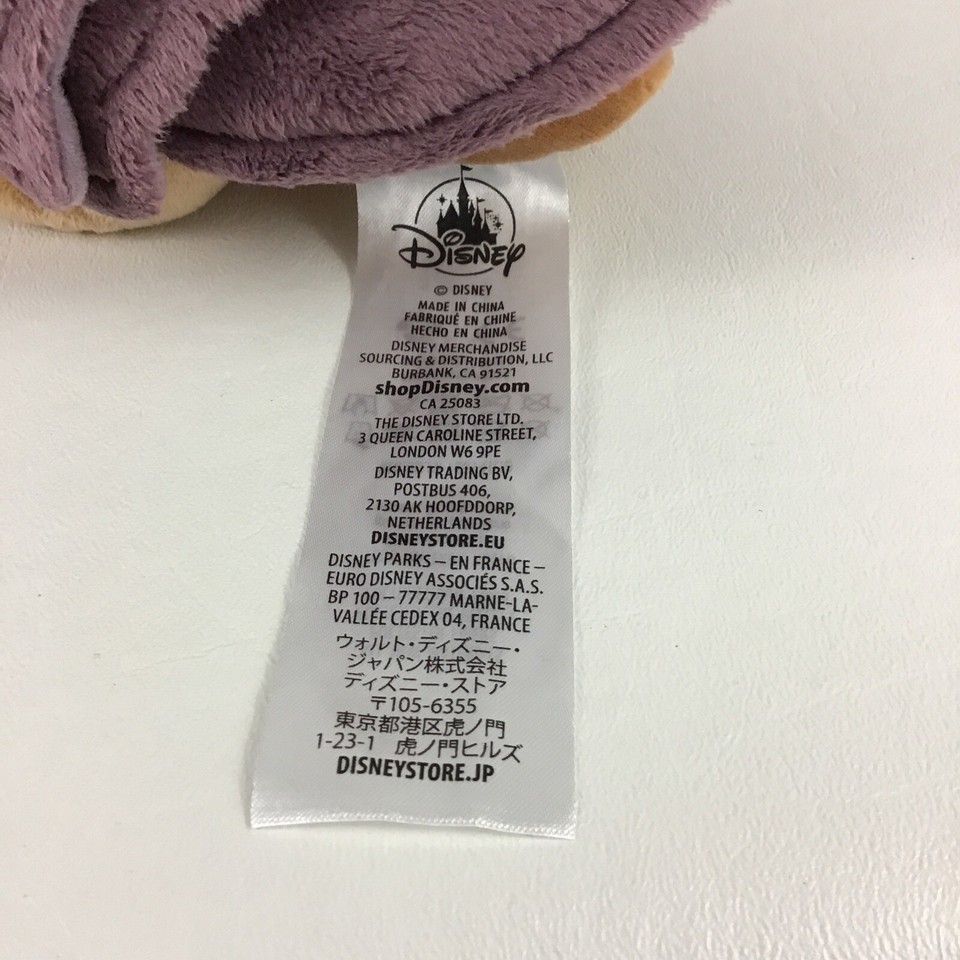 Disney
© DISNEY
MADE IN CHINA
FABRIQUÉ EN CHINE
HECHO EN CHINA
DISNEY MERCHANDISE
SOURCING & DISTRIBUTION, LLC
BURBANK, CA 91521
shopDisney.com
CA 25083
THE DISNEY STORE LTD.
3 QUEEN CAROLINE STREET,
LONDON W6 9PE
DISNEY TRADING BV,
POSTBUS 406,
2130 AK HOOFDDORP,
NETHERLANDS
DISNEYSTORE.EU
DISNEY PARKS – EN FRANCE –
EURO DISNEY ASSOCIÉS S.A.S.
BP 100 – 77777 MARNE-LA-
VALLÉE CEDEX 04, FRANCE
ウォルト・ディズニー・
ジャパン株式会社
ディズニー・ストア
〒105-6355
東京都港区虎ノ門
1-23-1 虎ノ門ヒルズ
DISNEYSTORE.JP